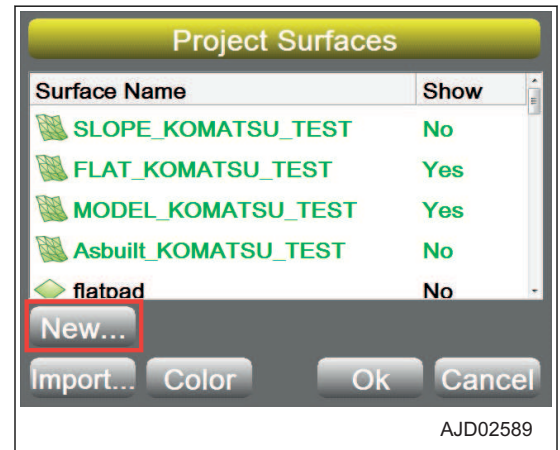 Project Surfaces
Surface Name Show
SLOPE_KOMATSU_TEST No
FLAT_KOMATSU_TEST Yes
MODEL_KOMATSU_TEST Yes
Asbuilt_KOMATSU_TEST No
flatpad No
New...
Import... Color Ok Cancel
AJD02589